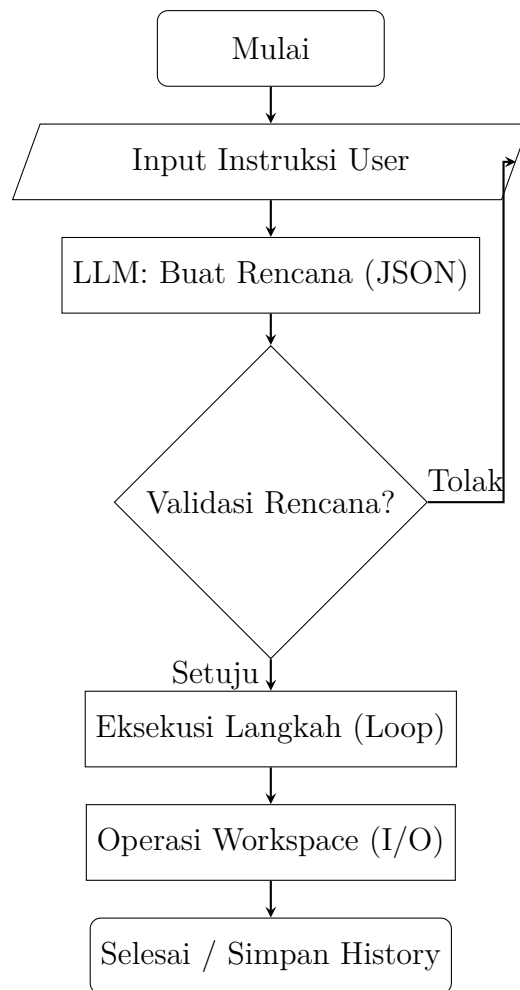 Mulai
Input Instruksi User
LLM: Buat Rencana (JSON)
Validasi Rencana?
Tolak
Setuju
Eksekusi Langkah (Loop)
Operasi Workspace (I/O)
Selesai / Simpan History